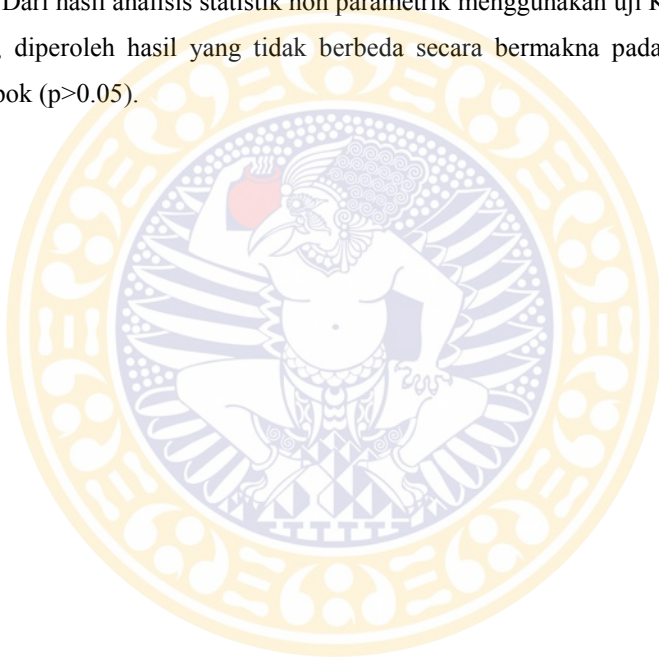 Dari hasil analisis statistik non parametrik menggunakan uji K
, diperoleh hasil yang tidak berbeda secara bermakna pada
ok (p>0.05).